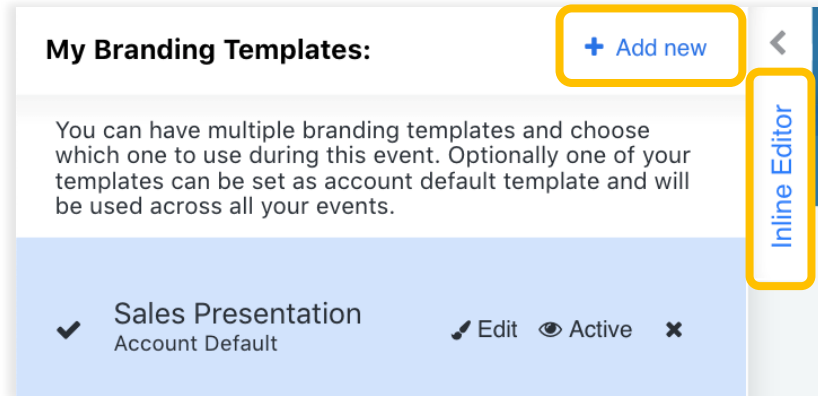 My Branding Templates:
+ Add new
Inline Editor
You can have multiple branding templates and choose
which one to use during this event. Optionally one of your
templates can be set as account default template and will
be used across all your events.
Sales Presentation
Account Default
Edit
Active